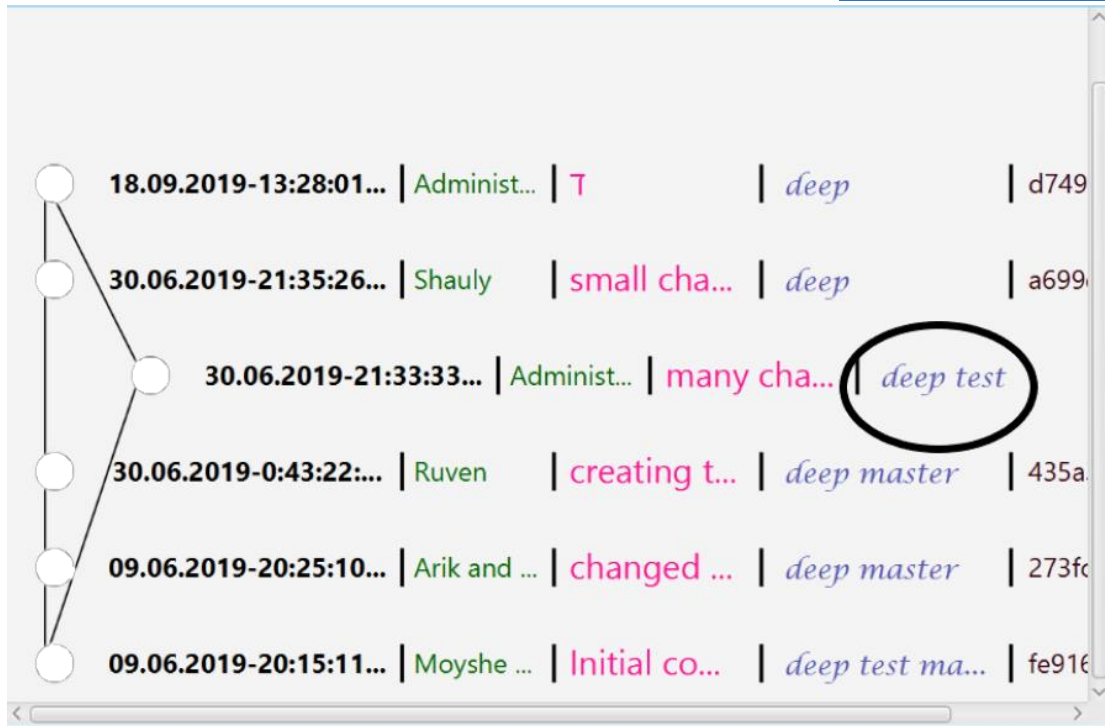 18.09.2019-13:28:01... | Administ... | ד | deep | d749
30.06.2019-21:35:26... | Shauly | small cha... | deep | a699
30.06.2019-21:33:33... | Administ... | many cha... | deep test
30.06.2019-0:43:22:... | Ruven | creating t... | deep master | 435a
09.06.2019-20:25:10... | Arik and ... | changed ... | deep master | 273fc
09.06.2019-20:15:11... | Moyshe ... | Initial co... | deep test ma... | fe916